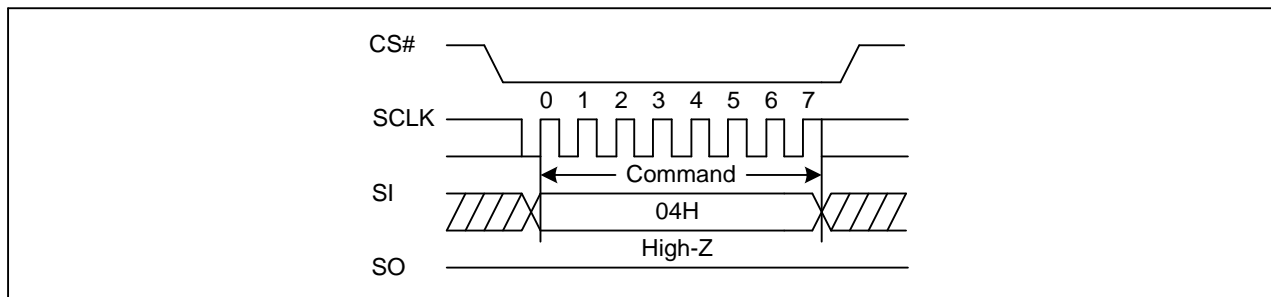 CS#
0 1 2 3 4 5 6 7
SCLK
Command
SI
04H
High-Z
SO